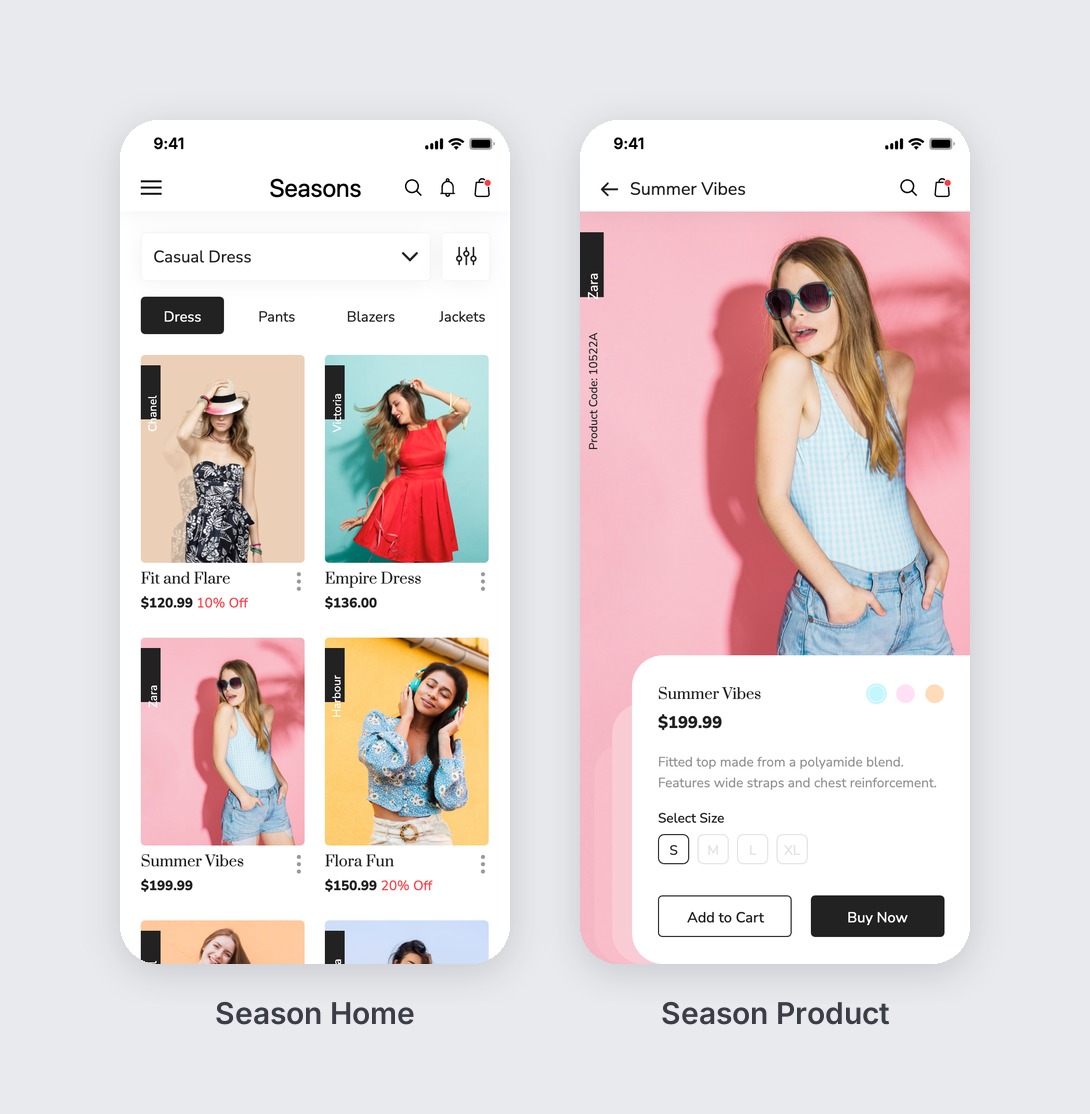 9:41
Seasons
Casual Dress
Dress Pants Blazers Jackets
Chanel
Victoria
Fit and Flare
$120.99 10% Off
Empire Dress
$136.00
Zara
Harbour
Summer Vibes
$199.99
Flora Fun
$150.99 20% Off
Season Home
9:41
Summer Vibes
Zara
Product Code: 10522A
Summer Vibes
$199.99
Fitted top made from a polyamide blend.
Features wide straps and chest reinforcement.
Select Size
S M L XL
Add to Cart Buy Now
Season Product